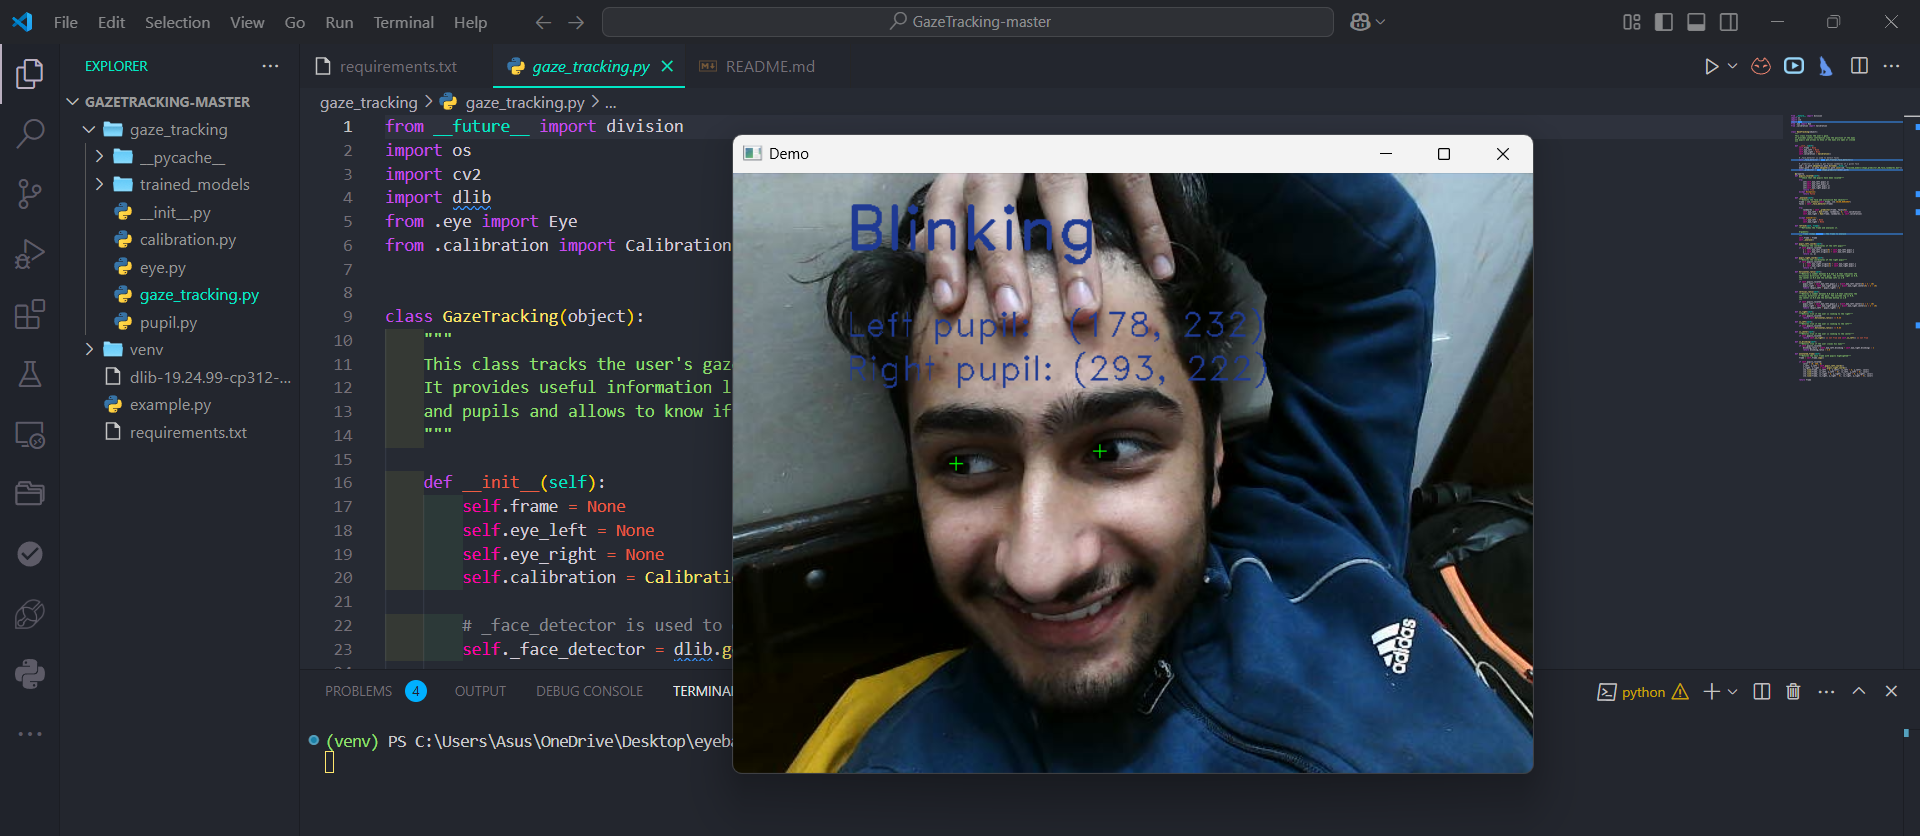 File Edit Selection View Go Run Terminal Help
GazeTracking-master
EXPLORER
requirements.txt
gaze_tracking.py
README.md
GAZETRACKING-MASTER
gaze_tracking > gaze_tracking.py > ...
gaze_tracking
__pycache__
trained_models
__init__.py
calibration.py
eye.py
gaze_tracking.py
pupil.py
venv
dlib-19.24.99-cp312-...
example.py
requirements.txt
1 from __future__ import division
2 import os
3 import cv2
4 import dlib
5 from .eye import Eye
6 from .calibration import Calibration
7
8
9 class GazeTracking(object):
10 """
11 This class tracks the user's gaz
12 It provides useful information l
13 and pupils and allows to know if
14 """
15
16 def __init__(self):
17 self.frame = None
18 self.eye_left = None
19 self.eye_right = None
20 self.calibration = Calibrati
21
22 # _face_detector is used to
23 self._face_detector = dlib.g
Demo
Blinking
Left pupil: (178, 232)
Right pupil: (293, 222)
adidas
PROBLEMS 4 OUTPUT DEBUG CONSOLE TERMINA
python
(venv) PS C:\Users\Asus\OneDrive\Desktop\eyeba